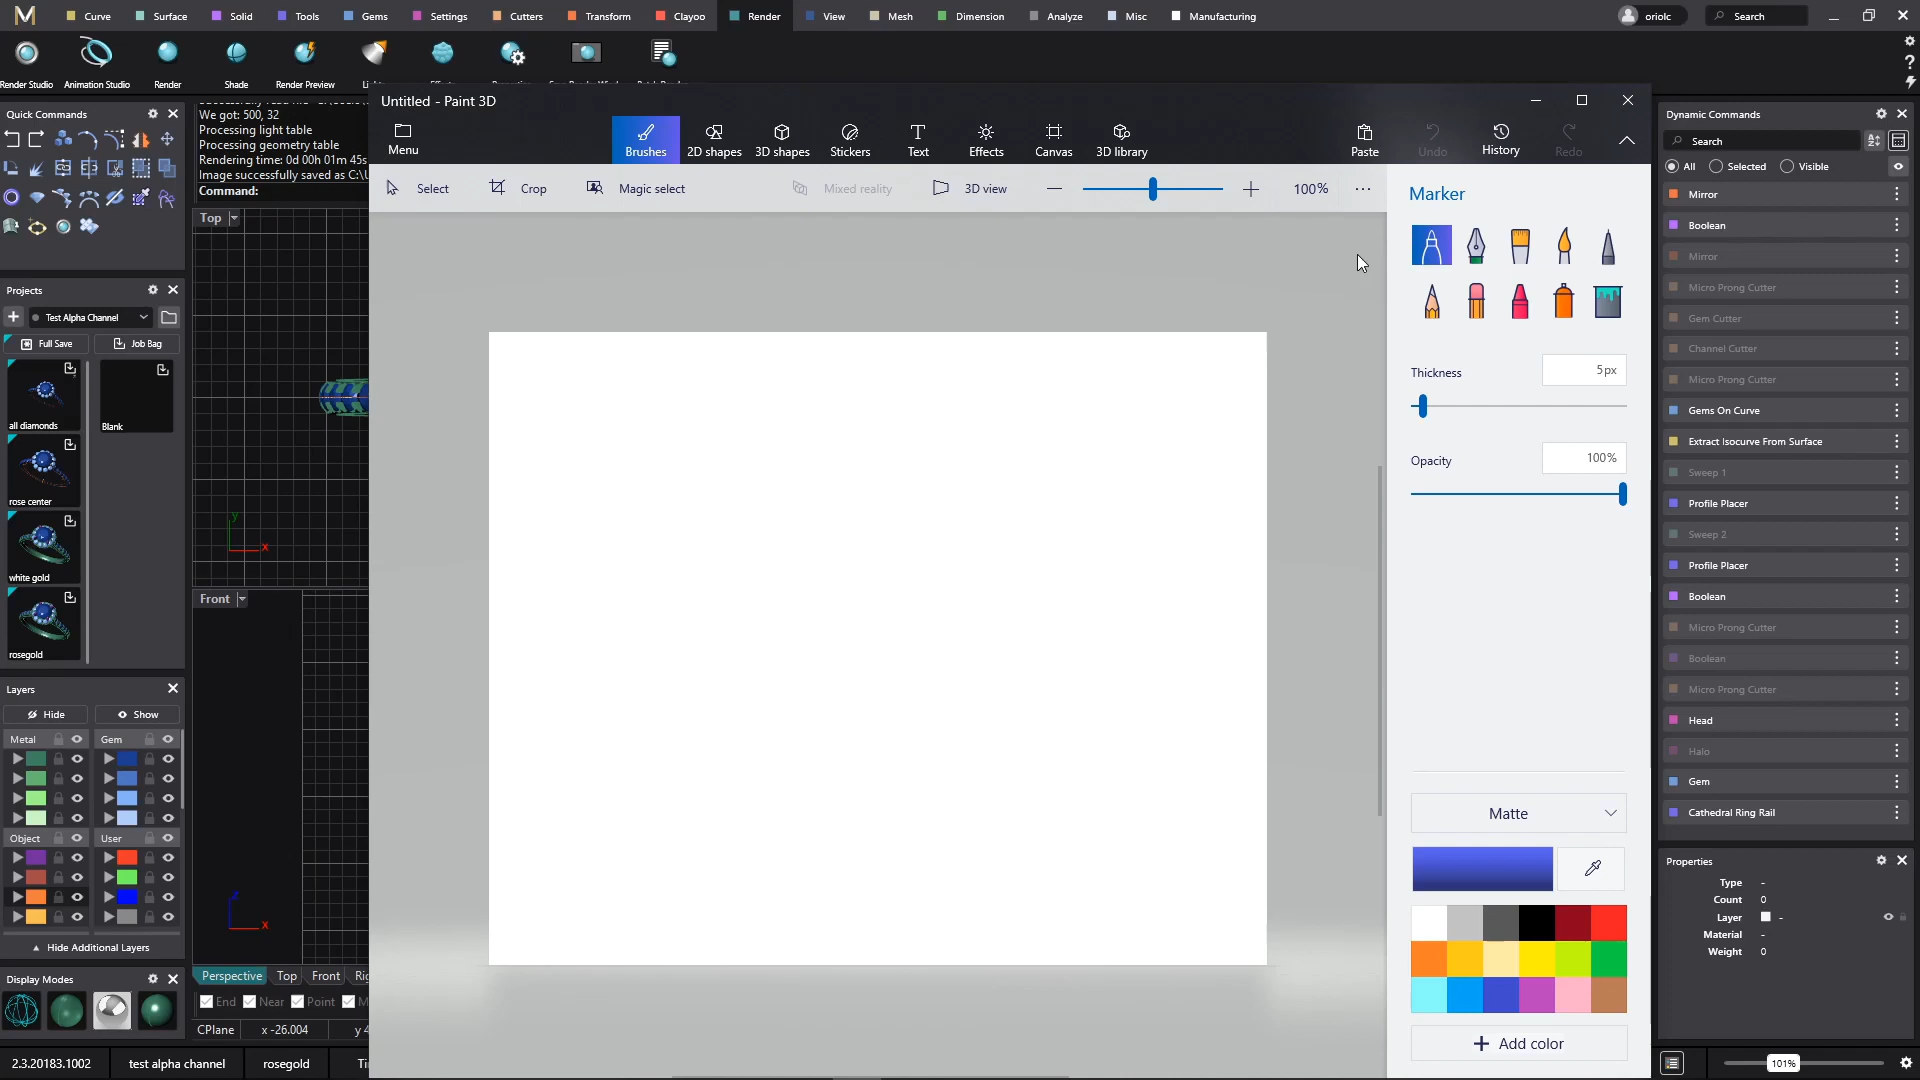 Curve Surface Solid Tools Gems Settings Cutters Transform Clayoo Render View Mesh Dimension Analyze Misc Manufacturing oriolc Search
Render Studio Animation Studio Render Shade Render Preview
Quick Commands
We got: 500, 32
Processing light table
Processing geometry table
Rendering time: 0d 00h 01m 45s
Image successfully saved as C:\U
Command:
Top
Projects
Test Alpha Channel
Full Save Job Bag
all diamonds Blank
rose center
white gold
rosegold
Front
Layers
Hide Show
Metal Gem
Object User
Hide Additional Layers
Display Modes
y
x
z
x
Perspective Top Front
End Near Point
CPlane x -26.004
2.3.20183.1002 test alpha channel rosegold
Untitled - Paint 3D
Menu Brushes 2D shapes 3D shapes Stickers Text Effects Canvas 3D library Paste Undo History Redo
Select Crop Magic select Mixed reality 3D view 100%
Marker
Thickness 5px
Opacity 100%
Matte
Add color
Dynamic Commands
Search
All Selected Visible
Mirror
Boolean
Mirror
Micro Prong Cutter
Gem Cutter
Channel Cutter
Micro Prong Cutter
Gems On Curve
Extract Isocurve From Surface
Sweep 1
Profile Placer
Sweep 2
Profile Placer
Boolean
Micro Prong Cutter
Boolean
Micro Prong Cutter
Head
Halo
Gem
Cathedral Ring Rail
Properties
Type -
Count 0
Layer -
Material -
Weight 0
101%